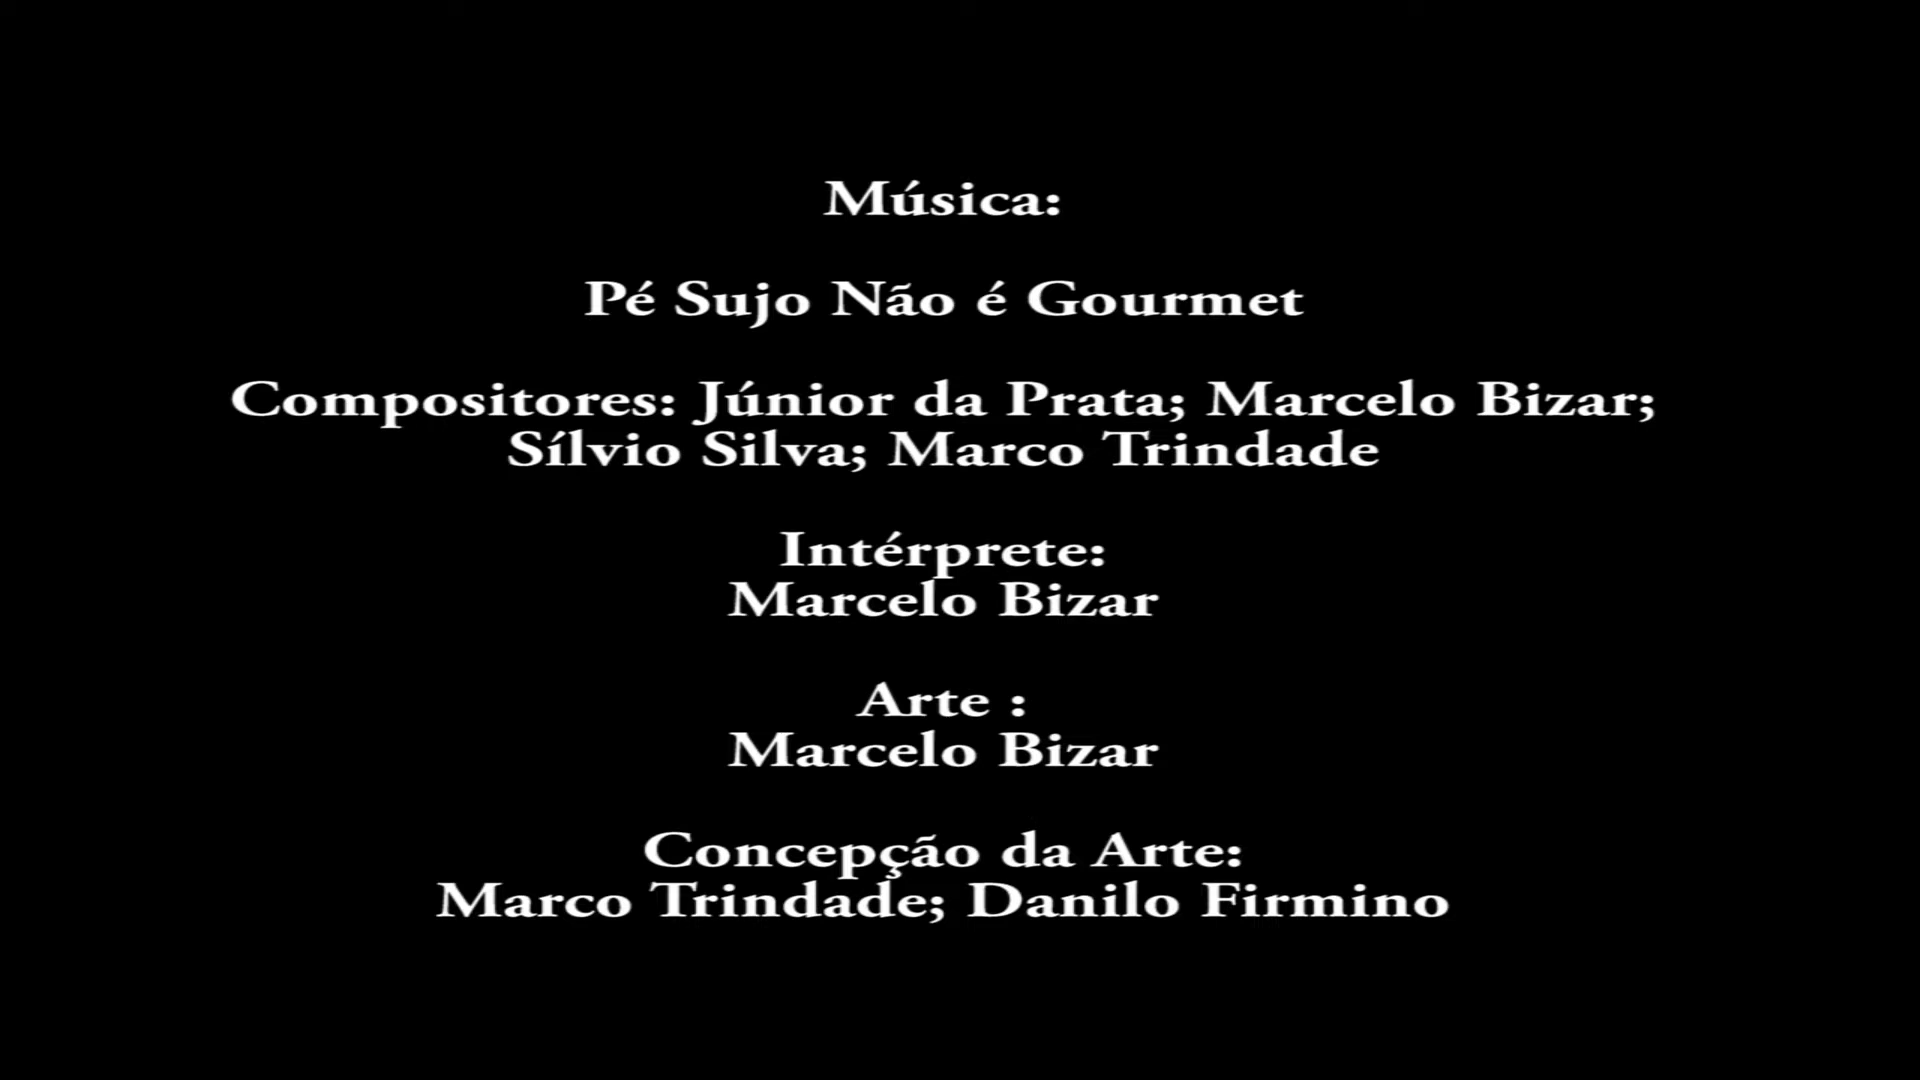 Música:
Pé Sujo Não é Gourmet
Compositores: Júnior da Prata; Marcelo Bizar;
Sílvio Silva; Marco Trindade
Intérprete:
Marcelo Bizar
Arte :
Marcelo Bizar
Concepção da Arte:
Marco Trindade; Danilo Firmino